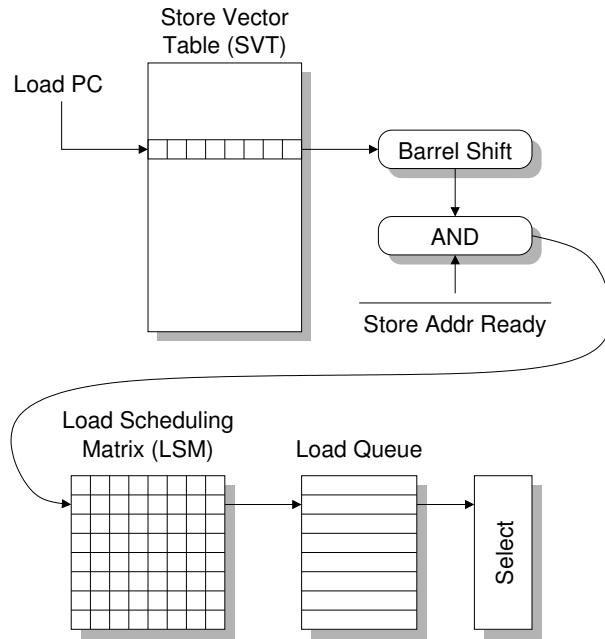 Store Vector
Table (SVT)
Load PC
Barrel Shift
AND
Store Addr Ready
Load Scheduling
Matrix (LSM)
Load Queue
Select